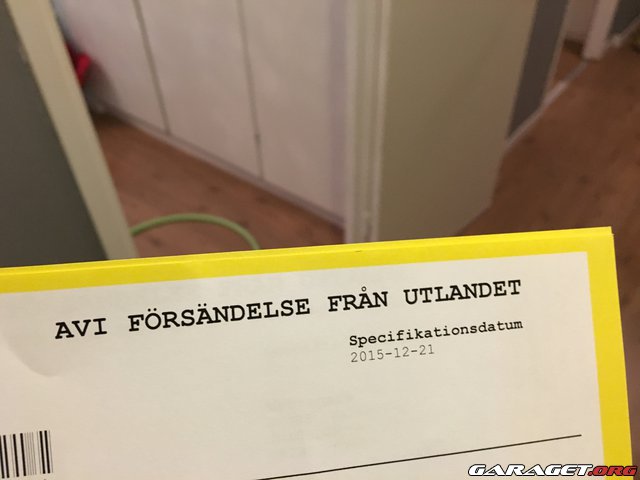 AVI FÖRSÄNDELSE FRÅN UTLANDET
Specifikationsdatum
2015-12-21
GARAGET.ORG